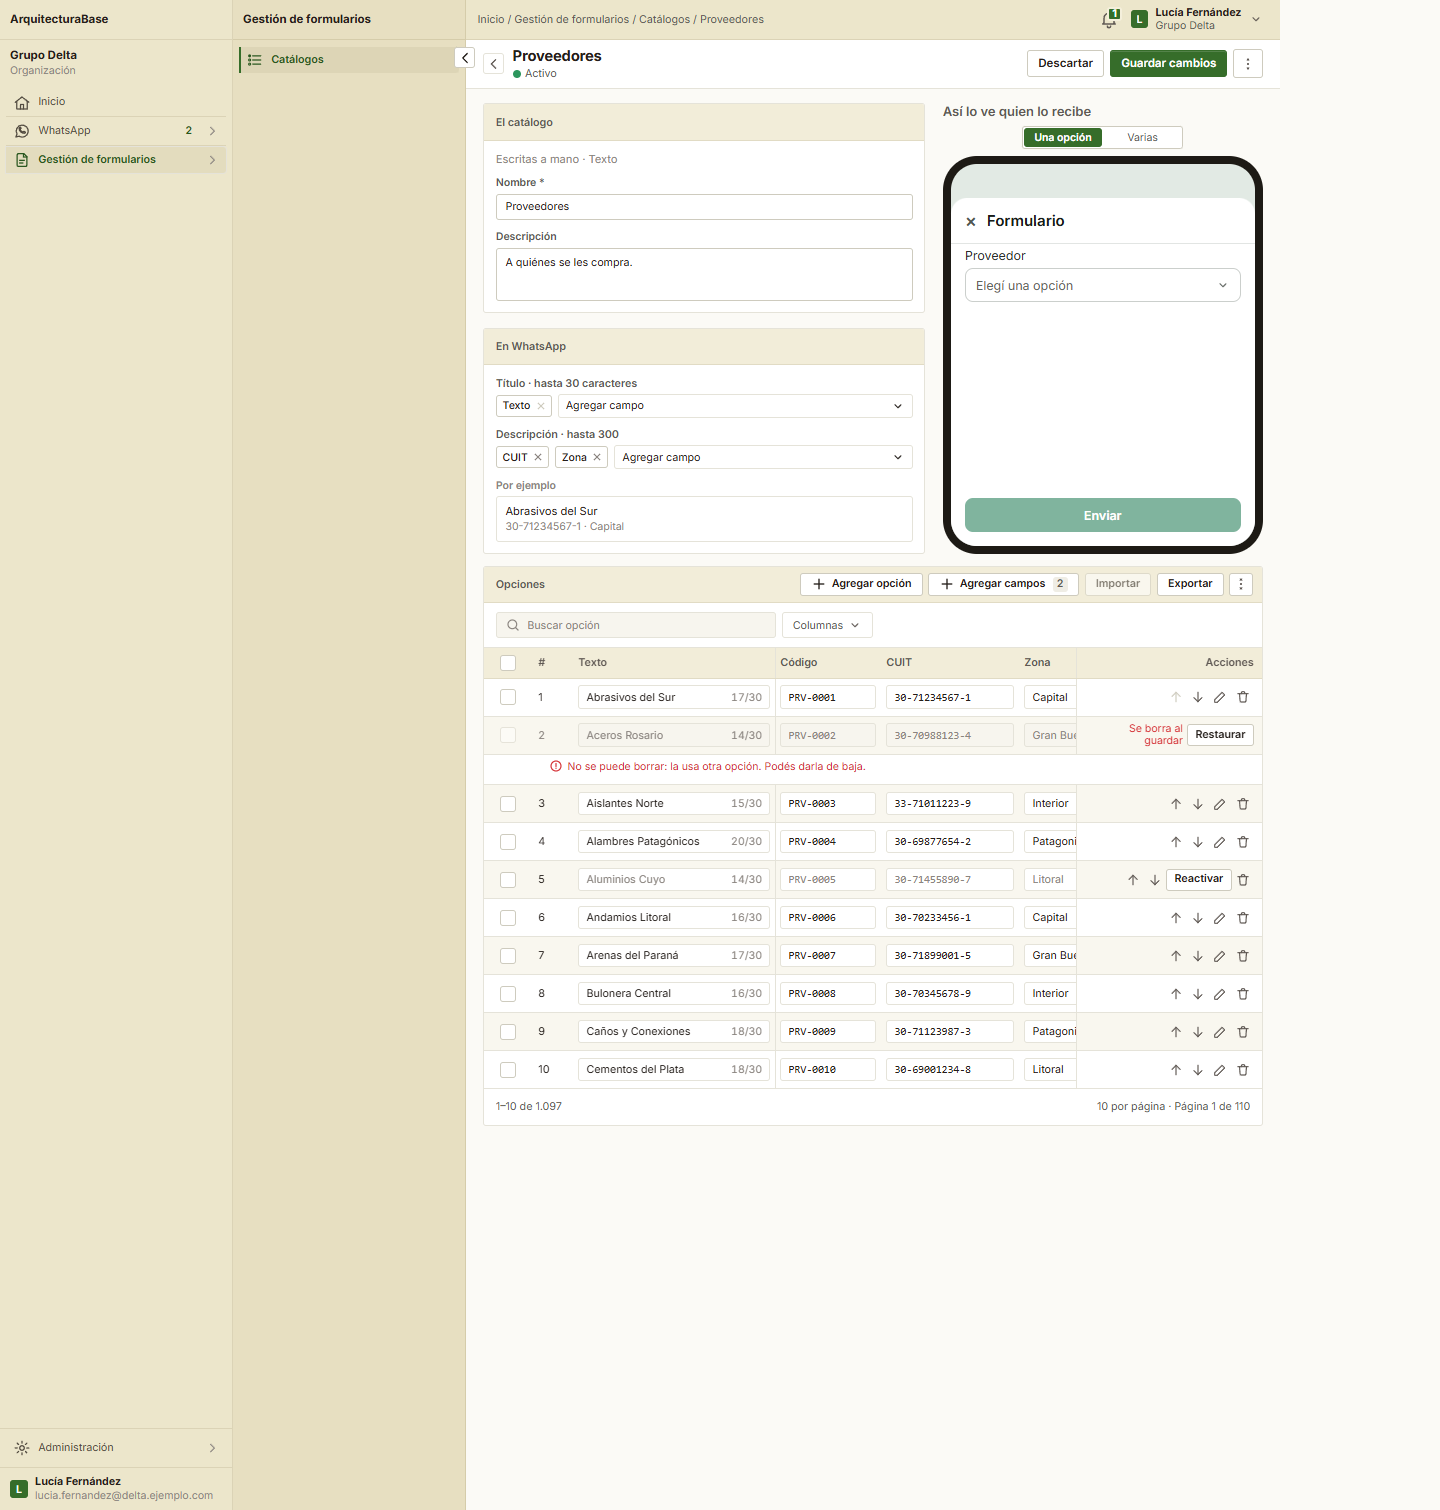 ArquitecturaBase
Gestión de formularios
Inicio / Gestión de formularios / Catálogos / Proveedores
1
L
Lucía Fernández
Grupo Delta
Grupo Delta
Organización
Inicio
WhatsApp 2
Gestión de formularios
Catálogos
Proveedores
Activo
Descartar
Guardar cambios
El catálogo
Escritas a mano · Texto
Nombre *
Proveedores
Descripción
A quiénes se les compra.
En WhatsApp
Título · hasta 30 caracteres
Texto
Agregar campo
Descripción · hasta 300
CUIT
Zona
Agregar campo
Por ejemplo
Abrasivos del Sur
30-71234567-1 · Capital
Así lo ve quien lo recibe
Una opción
Varias
Formulario
Proveedor
Elegí una opción
Enviar
Opciones
Agregar opción
Agregar campos 2
Importar
Exportar
Buscar opción
Columnas
# Texto Código CUIT Zona Acciones
1 Abrasivos del Sur 17/30 PRV-0001 30-71234567-1 Capital
2 Aceros Rosario 14/30 PRV-0002 30-70988123-4 Gran Bue Se borra al guardar Restaurar
No se puede borrar: la usa otra opción. Podés darla de baja.
3 Aislantes Norte 15/30 PRV-0003 33-71011223-9 Interior
4 Alambres Patagónicos 20/30 PRV-0004 30-69877654-2 Patagoni
5 Aluminios Cuyo 14/30 PRV-0005 30-71455890-7 Litoral Reactivar
6 Andamios Litoral 16/30 PRV-0006 30-70233456-1 Capital
7 Arenas del Paraná 17/30 PRV-0007 30-71899001-5 Gran Bue
8 Bulonera Central 16/30 PRV-0008 30-70345678-9 Interior
9 Caños y Conexiones 18/30 PRV-0009 30-71123987-3 Patagoni
10 Cementos del Plata 18/30 PRV-0010 30-69001234-8 Litoral
1–10 de 1.097
10 por página · Página 1 de 110
Administración
L
Lucía Fernández
lucia.fernandez@delta.ejemplo.com